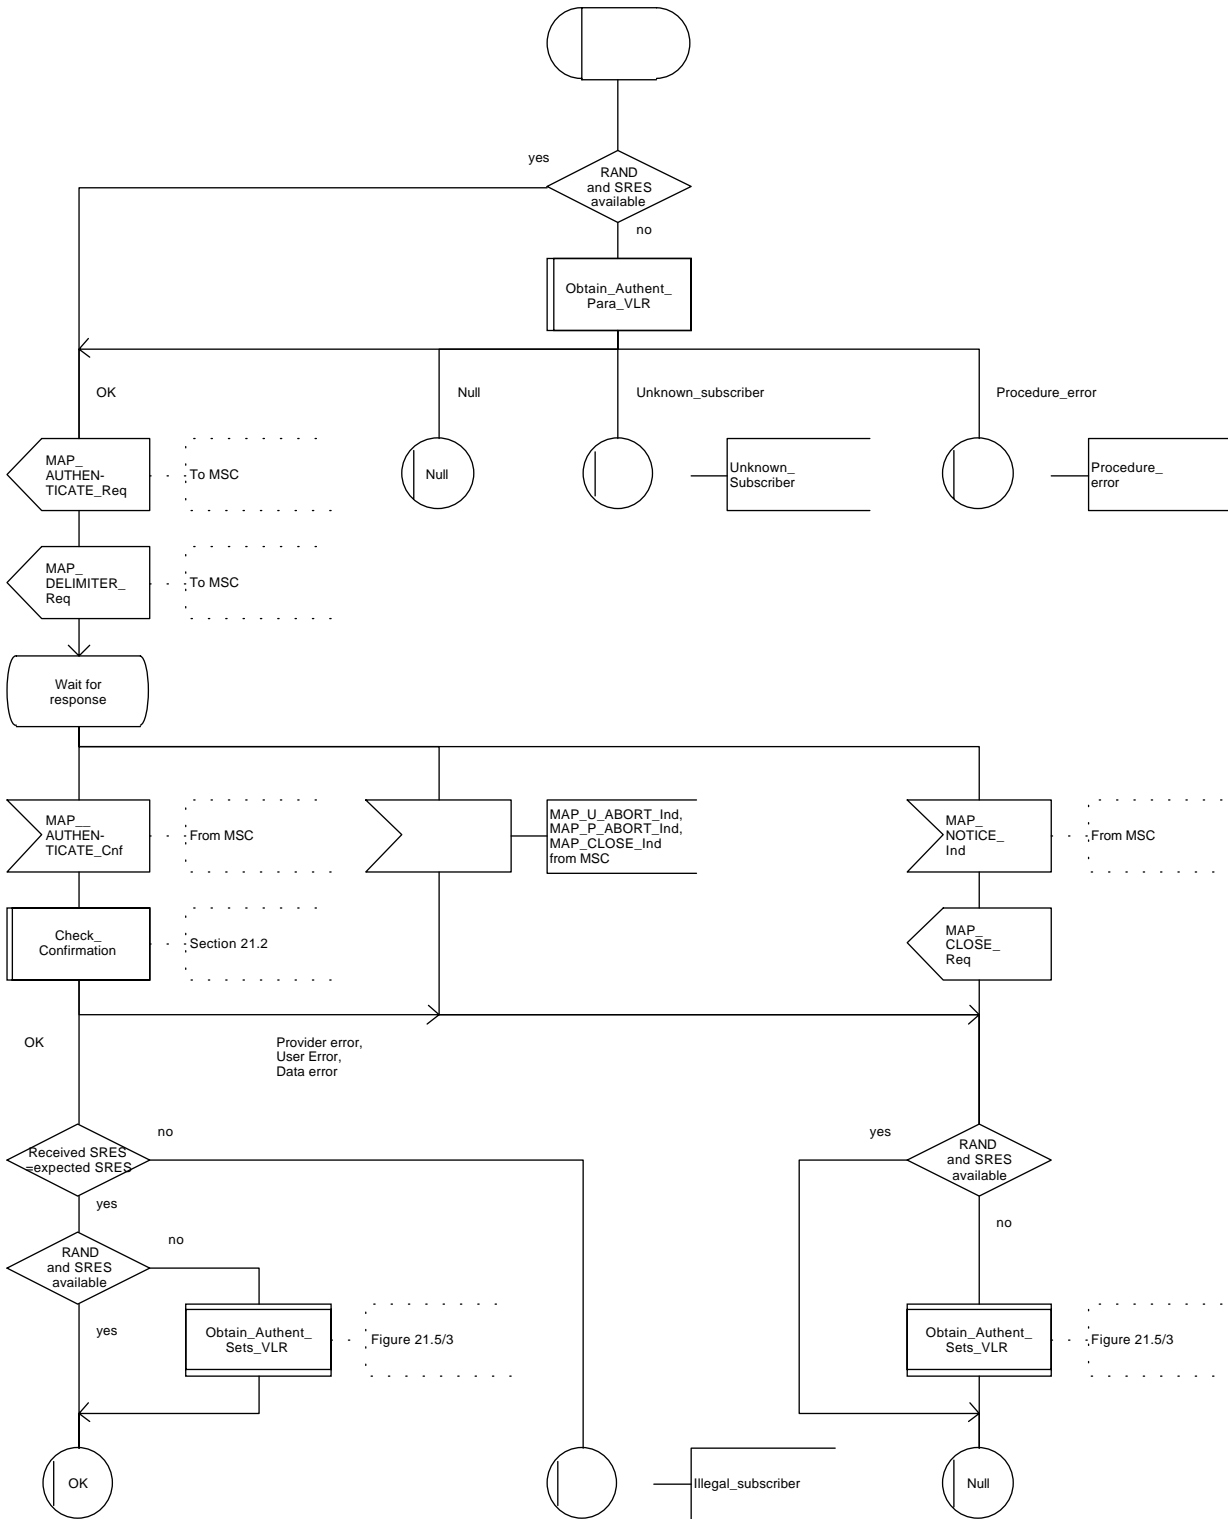 yes
RAND
and SRES
available
no
Obtain_Authent_
Para_VLR
OK
Null
Unknown_subscriber
Procedure_error
MAP_
AUTHEN-
TICATE_Req
To MSC
Null
Unknown_
Subscriber
Procedure_
error
MAP_
DELIMITER_
Req
To MSC
Wait for
response
MAP__
AUTHEN-
TICATE_Cnf
From MSC
MAP_U_ABORT_Ind,
MAP_P_ABORT_Ind,
MAP_CLOSE_Ind
from MSC
MAP_
NOTICE_
Ind
From MSC
Check_
Confirmation
Section 21.2
MAP_
CLOSE_
Req
OK
Provider error,
User Error,
Data error
Received SRES
=expected SRES
no
yes
yes
RAND
and SRES
available
no
RAND
and SRES
available
no
yes
Obtain_Authent_
Sets_VLR
Figure 21.5/3
Obtain_Authent_
Sets_VLR
Figure 21.5/3
OK
Illegal_subscriber
Null